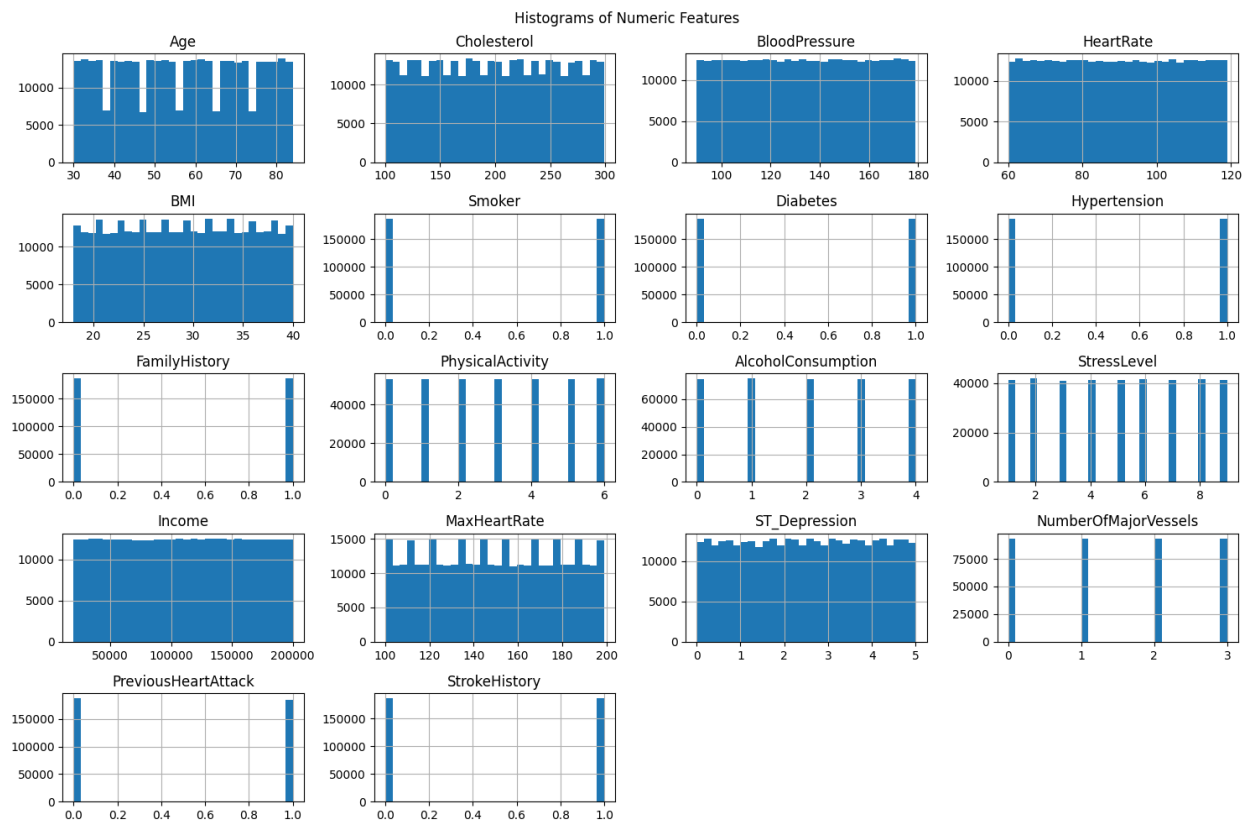 Histograms of Numeric Features
Age
Cholesterol
BloodPressure
HeartRate
10000
5000
0
30 40 50 60 70 80
10000
5000
0
100 150 200 250 300
10000
5000
0
100 120 140 160 180
10000
5000
0
60 80 100 120
BMI
Smoker
Diabetes
Hypertension
10000
5000
0
20 25 30 35 40
150000
100000
50000
0
0.0 0.2 0.4 0.6 0.8 1.0
150000
100000
50000
0
0.0 0.2 0.4 0.6 0.8 1.0
150000
100000
50000
0
0.0 0.2 0.4 0.6 0.8 1.0
FamilyHistory
PhysicalActivity
AlcoholConsumption
StressLevel
150000
100000
50000
0
0.0 0.2 0.4 0.6 0.8 1.0
40000
20000
0
0 2 4 6
60000
40000
20000
0
0 1 2 3 4
40000
20000
0
2 4 6 8
Income
MaxHeartRate
ST_Depression
NumberOfMajorVessels
10000
5000
0
50000 100000 150000 200000
15000
10000
5000
0
100 120 140 160 180 200
10000
5000
0
0 1 2 3 4 5
75000
50000
25000
0
0 1 2 3
PreviousHeartAttack
StrokeHistory
150000
100000
50000
0
0.0 0.2 0.4 0.6 0.8 1.0
150000
100000
50000
0
0.0 0.2 0.4 0.6 0.8 1.0